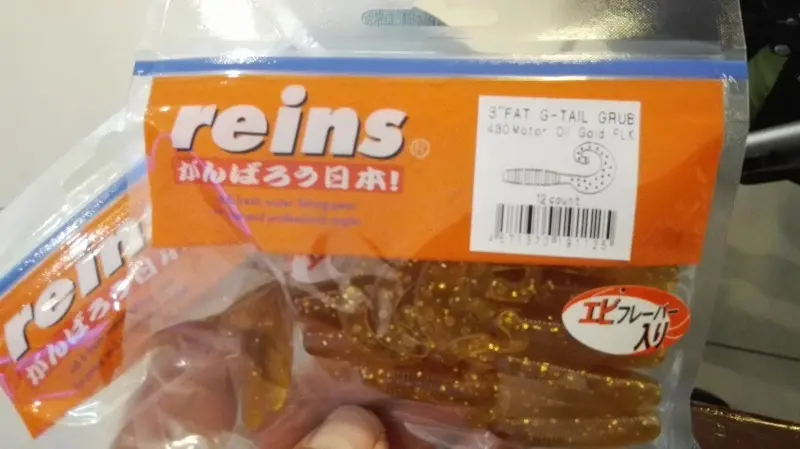 reins®
がんばろう日本!
3"FAT G-TAIL GRUB
490 Motor Oil Gold FLK
12 count
エビフレーバー
入り
reins
がんばろう日本!